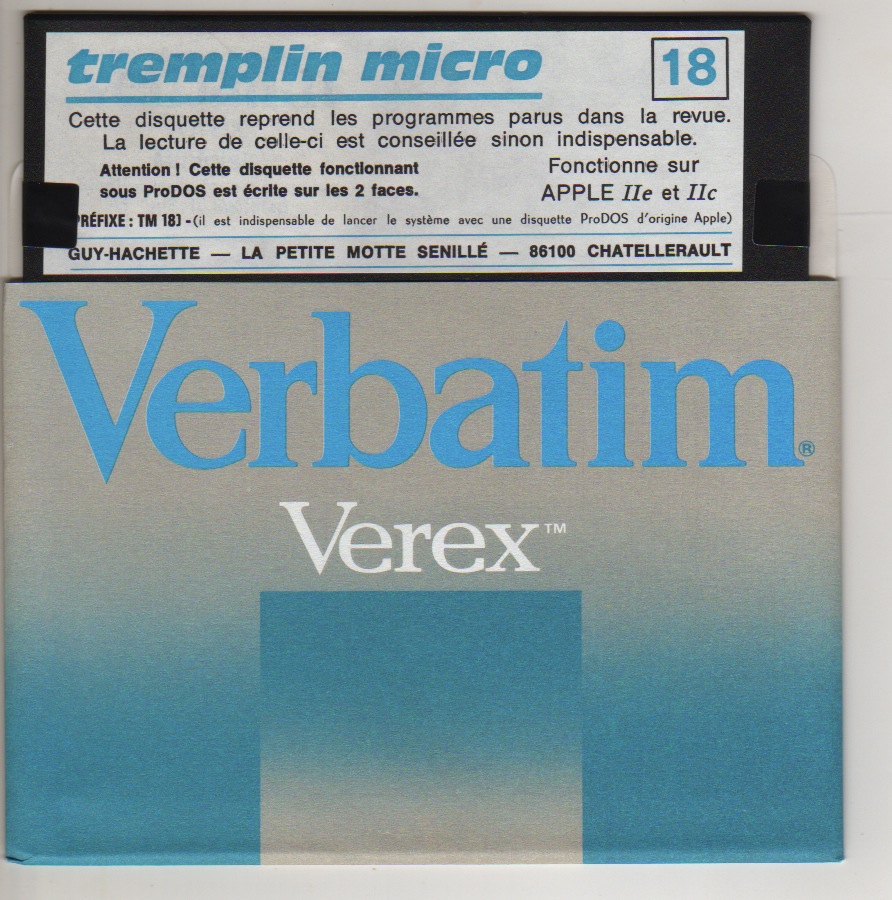 tremplin micro
18
Cette disquette reprend les programmes parus dans la revue.
La lecture de celle-ci est conseillée sinon indispensable.
Attention ! Cette disquette fonctionnant
sous ProDOS est écrite sur les 2 faces.
Fonctionne sur
APPLE IIe et IIc
PRÉFIXE : TM 18] - (il est indispensable de lancer le système avec une disquette ProDOS d'origine Apple)
GUY-HACHETTE — LA PETITE MOTTE SENILLÉ — 86100 CHATELLERAULT
Verbatim®
Verex™